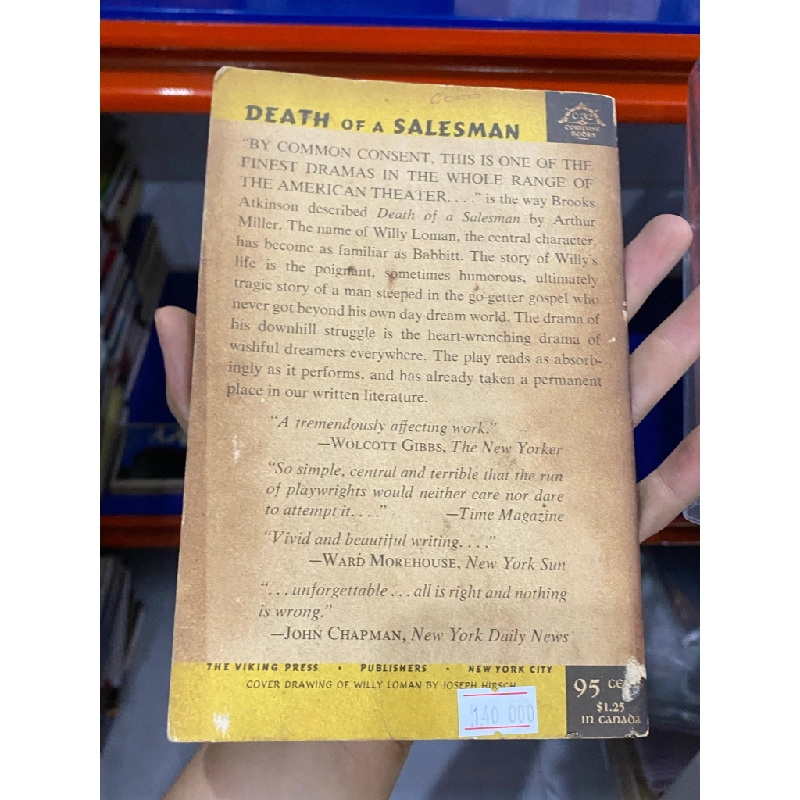 DEATH OF A SALESMAN
COMPASS
BOOKS
"BY COMMON CONSENT, THIS IS ONE OF THE
FINEST DRAMAS IN THE WHOLE RANGE OF
THE AMERICAN THEATER. . . ." is the way Brooks
Atkinson described Death of a Salesman by Arthur
Miller. The name of Willy Loman, the central character,
has become as familiar as Babbitt. The story of Willy's
life is the poignant, sometimes humorous, ultimately
tragic story of a man steeped in the go-getter gospel who
never got beyond his own day dream world. The drama of
his downhill struggle is the heart-wrenching drama of
wishful dreamers everywhere. The play reads as absorb-
ingly as it performs, and has already taken a permanent
place in our written literature.
"A tremendously affecting work."
—WOLCOTT GIBBS, The New Yorker
"So simple, central and terrible that the run
of playwrights would neither care nor dare
to attempt it. . . ." —Time Magazine
"Vivid and beautiful writing. . . ."
—WARD MOREHOUSE, New York Sun
". . . unforgettable . . . all is right and nothing
is wrong."
—JOHN CHAPMAN, New York Daily News
THE VIKING PRESS • PUBLISHERS • NEW YORK CITY
COVER DRAWING OF WILLY LOMAN BY JOSEPH HIRSCH
140 000
95
$1.25
in canada